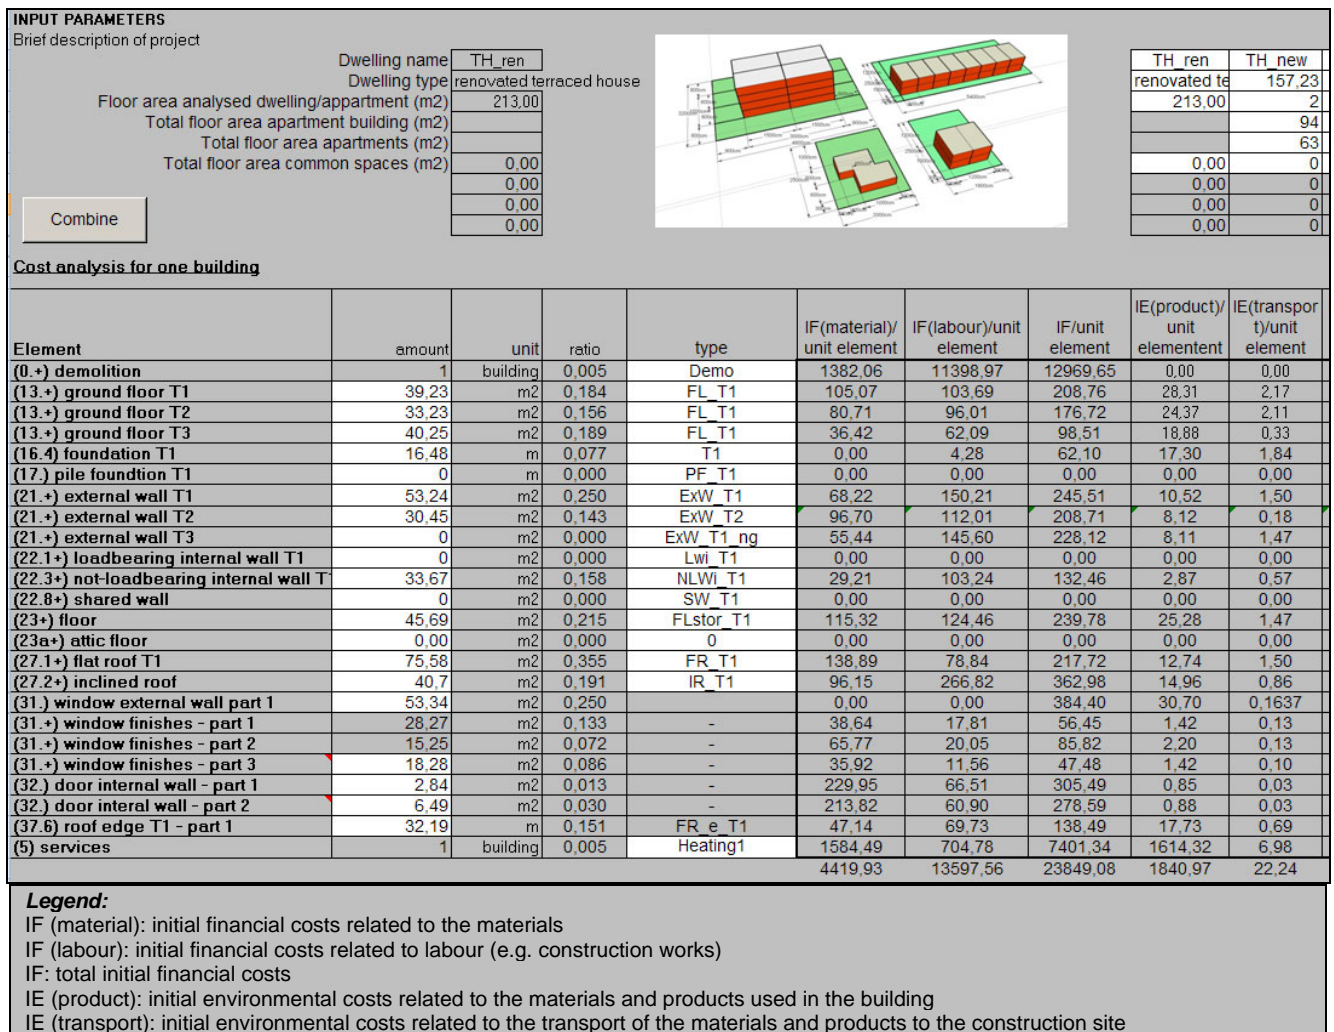 INPUT PARAMETERS
Brief description of project
Dwelling name TH_ren TH_ren TH_new
Dwelling type renovated terraced house renovated te 157,23
Floor area analysed dwelling/appartment (m2) 213,00 213,00 2
Total floor area apartment building (m2) 94
Total floor area apartments (m2) 63
Total floor area common spaces (m2) 0,00 0,00 0
0,00 0,00 0
0,00 0,00 0
0,00 0,00 0
Combine
Cost analysis for one building
Element amount unit ratio type IF(material)/ unit element IF(labour)/unit element IF/unit element IE(product)/ unit elementent IE(transpor t)/unit element
(0.+) demolition 1 building 0,005 Demo 1382,06 11398,97 12969,65 0,00 0,00
(13.+) ground floor T1 39,23 m2 0,184 FL_T1 105,07 103,69 208,76 28,31 2,17
(13.+) ground floor T2 33,23 m2 0,156 FL_T1 80,71 96,01 176,72 24,37 2,11
(13.+) ground floor T3 40,25 m2 0,189 FL_T1 36,42 62,09 98,51 18,88 0,33
(16.4) foundation T1 16,48 m 0,077 T1 0,00 4,28 62,10 17,30 1,84
(17.) pile foundtion T1 0 m 0,000 PF_T1 0,00 0,00 0,00 0,00 0,00
(21.+) external wall T1 53,24 m2 0,250 ExW_T1 68,22 150,21 245,51 10,52 1,50
(21.+) external wall T2 30,45 m2 0,143 ExW_T2 96,70 112,01 208,71 8,12 0,18
(21.+) external wall T3 0 m2 0,000 ExW_T1_ng 55,44 145,60 228,12 8,11 1,47
(22.1+) loadbearing internal wall T1 0 m2 0,000 Lwi_T1 0,00 0,00 0,00 0,00 0,00
(22.3+) not-loadbearing internal wall T 33,67 m2 0,158 NLWi_T1 29,21 103,24 132,46 2,87 0,57
(22.8+) shared wall 0 m2 0,000 SW_T1 0,00 0,00 0,00 0,00 0,00
(23+) floor 45,69 m2 0,215 FLstor_T1 115,32 124,46 239,78 25,28 1,47
(23a+) attic floor 0,00 m2 0,000 0 0,00 0,00 0,00 0,00 0,00
(27.1+) flat roof T1 75,58 m2 0,355 FR_T1 138,89 78,84 217,72 12,74 1,50
(27.2+) inclined roof 40,7 m2 0,191 IR_T1 96,15 266,82 362,98 14,96 0,86
(31.) window external wall part 1 53,34 m2 0,250 0,00 0,00 384,40 30,70 0,1637
(31.+) window finishes - part 1 28,27 m2 0,133 - 38,64 17,81 56,45 1,42 0,13
(31.+) window finishes - part 2 15,25 m2 0,072 - 65,77 20,05 85,82 2,20 0,13
(31.+) window finishes - part 3 18,28 m2 0,086 - 35,92 11,56 47,48 1,42 0,10
(32.) door internal wall - part 1 2,84 m2 0,013 - 229,95 66,51 305,49 0,85 0,03
(32.) door interal wall - part 2 6,49 m2 0,030 - 213,82 60,90 278,59 0,88 0,03
(37.6) roof edge T1 - part 1 32,19 m 0,151 FR_e_T1 47,14 69,73 138,49 17,73 0,69
(5) services 1 building 0,005 Heating1 1584,49 704,78 7401,34 1614,32 6,98
4419,93 13597,56 23849,08 1840,97 22,24
Legend:
IF (material): initial financial costs related to the materials
IF (labour): initial financial costs related to labour (e.g. construction works)
IF: total initial financial costs
IE (product): initial environmental costs related to the materials and products used in the building
IE (transport): initial environmental costs related to the transport of the materials and products to the construction site